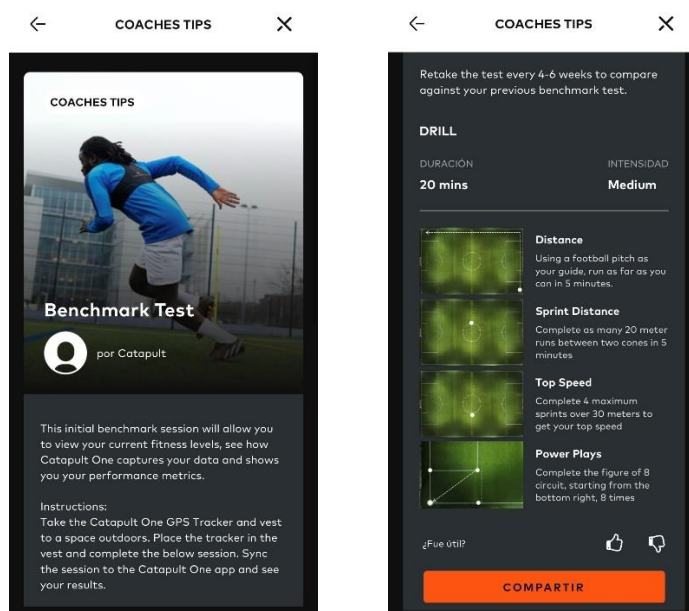 COACHES TIPS
COACHES TIPS
Benchmark Test
por Catapult
This initial benchmark session will allow you
to view your current fitness levels, see how
Catapult One captures your data and shows
you your performance metrics.
Instructions:
Take the Catapult One GPS Tracker and vest
to a space outdoors. Place the tracker in the
vest and complete the below session. Sync
the session to the Catapult One app and see
your results.
COACHES TIPS
Retake the test every 4-6 weeks to compare
against your previous benchmark test.
DRILL
DURACIÓN
INTENSIDAD
20 mins
Medium
Distance
Using a football pitch as
your guide, run as far as you
can in 5 minutes.
Sprint Distance
Complete as many 20 meter
runs between two cones in 5
minutes
Top Speed
Complete 4 maximum
sprints over 30 meters to
get your top speed
Power Plays
Complete the figure of 8
circuit, starting from the
bottom right, 8 times
¿Fue útil?
COMPARTIR